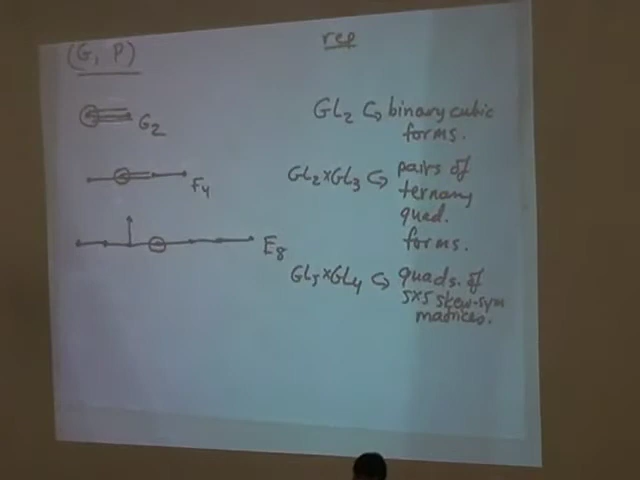 (G, P)
rep
G2
GL2 ↪ binary cubic
forms.
F4
GL2×GL3 ↪ pairs of
ternary
quad.
forms.
E8
GL5×GL4 ↪ quads. of
5×5 skew-sym
matrices.